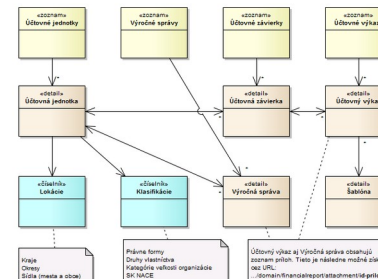 «zoznam»
Účtovné jednotky
«zoznam»
Výročné správy
«zoznam»
Účtovné závierky
«zoznam»
Účtovné výkaz
«detail»
Účtovná jednotka
«detail»
Účtovná závierka
«detail»
Účtovný výkaz
«číselník»
Lokácie
«číselník»
Klasifikácie
«detail»
Výročná správa
«detail»
Šablóna
Kraje
Okresy
Sídla (mesta a obce)
Právne formy
Druhy vlastníctva
Kategórie veľkosti organizácie
SK NACE
Účtovný výkaz aj Výročná správa obsahujú
zoznam príloh. Tieto je následne možné získ
cez URL:
.../domain/financialreport/attachment/id-prílo